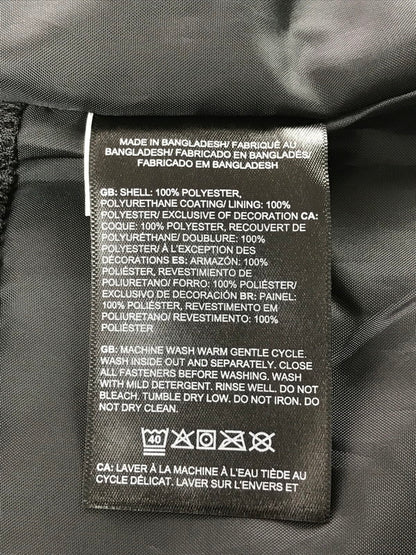 MADE IN BANGLADESH/ FABRIQUÉ AU
BANGLADESH/ FABRICADO EN BANGLADÉS/
FABRICADO EM BANGLADESH
GB: SHELL: 100% POLYESTER,
POLYURETHANE COATING/ LINING: 100%
POLYESTER/ EXCLUSIVE OF DECORATION CA:
COQUE: 100% POLYESTER, RECOUVERT DE
POLYURÉTHANE/ DOUBLURE: 100%
POLYESTER/ À L'EXCEPTION DES
DÉCORATIONS ES: ARMAZÓN: 100%
POLIÉSTER, REVESTIMENTO DE
POLIURETANO/ FORRO: 100% POLIÉSTER/
EXCLUSIVO DE DECORACIÓN BR: PAINEL:
100% POLIÉSTER, REVESTIMENTO EM
POLIURETANO/ REVESTIMENTO: 100%
POLIÉSTER
GB: MACHINE WASH WARM GENTLE CYCLE.
WASH INSIDE OUT AND SEPARATELY. CLOSE
ALL FASTENERS BEFORE WASHING. WASH
WITH MILD DETERGENT. RINSE WELL. DO NOT
BLEACH. TUMBLE DRY LOW. DO NOT IRON. DO
NOT DRY CLEAN.
40
CA: LAVER À LA MACHINE À L'EAU TIÈDE AU
CYCLE DÉLICAT. LAVER SUR L'ENVERS ET